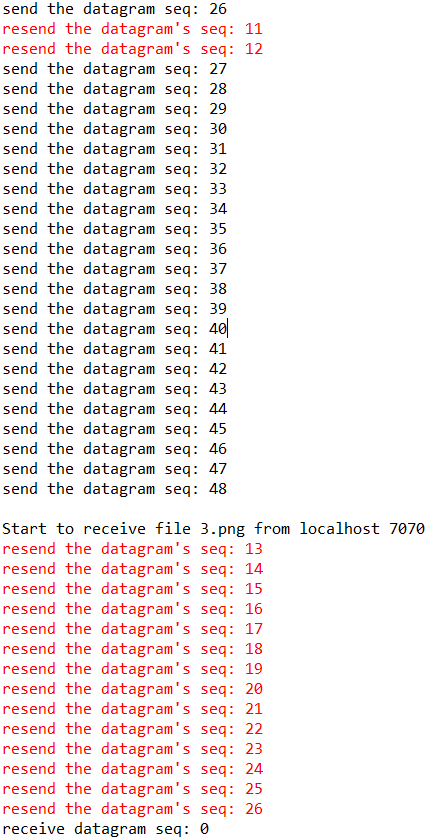 send the datagram seq: 26
resend the datagram's seq: 11
resend the datagram's seq: 12
send the datagram seq: 27
send the datagram seq: 28
send the datagram seq: 29
send the datagram seq: 30
send the datagram seq: 31
send the datagram seq: 32
send the datagram seq: 33
send the datagram seq: 34
send the datagram seq: 35
send the datagram seq: 36
send the datagram seq: 37
send the datagram seq: 38
send the datagram seq: 39
send the datagram seq: 40
send the datagram seq: 41
send the datagram seq: 42
send the datagram seq: 43
send the datagram seq: 44
send the datagram seq: 45
send the datagram seq: 46
send the datagram seq: 47
send the datagram seq: 48

Start to receive file 3.png from localhost 7070
resend the datagram's seq: 13
resend the datagram's seq: 14
resend the datagram's seq: 15
resend the datagram's seq: 16
resend the datagram's seq: 17
resend the datagram's seq: 18
resend the datagram's seq: 19
resend the datagram's seq: 20
resend the datagram's seq: 21
resend the datagram's seq: 22
resend the datagram's seq: 23
resend the datagram's seq: 24
resend the datagram's seq: 25
resend the datagram's seq: 26
receive datagram seq: 0